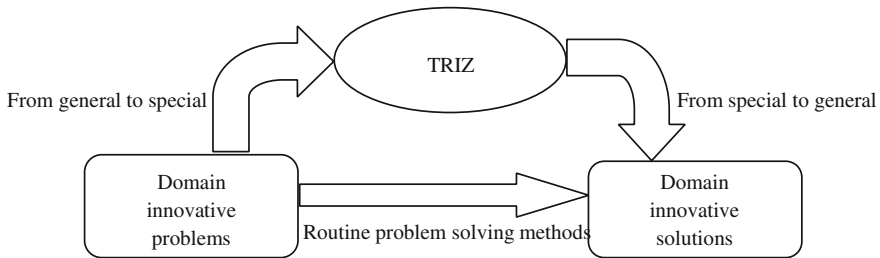 TRIZ
From general to special
From special to general
Domain
innovative
problems
Routine problem solving methods
Domain
innovative
solutions